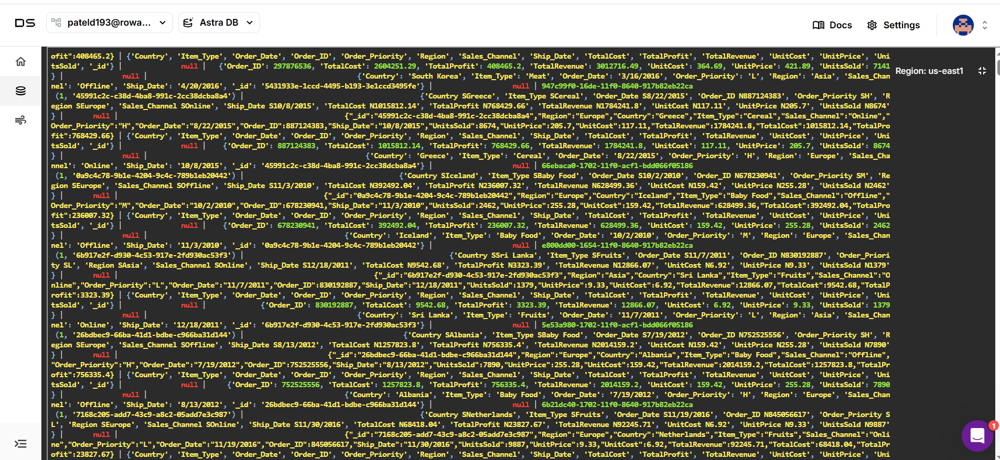 DS pateld193@rowa... Astra DB Docs Settings
ofit":408465.2} | {'Country', 'Item_Type', 'Order_Date', 'Order_ID', 'Order_Priority', 'Region', 'Sales_Channel', 'Ship_Date', 'TotalCost', 'TotalProfit', 'TotalRevenue', 'UnitCost', 'UnitPrice', 'Uni
tsSold', '_id'} | null | {'Order_ID': 297876536, 'TotalCost': 2604251.29, 'TotalProfit': 408465.2, 'TotalRevenue': 3012716.49, 'UnitCost': 364.69, 'UnitPrice': 421.89, 'UnitsSold': 7141
Region: us-east1
} | null | {'Country': 'South Korea', 'Item_Type': 'Meat', 'Order_Date': '3/16/2016', 'Order_Priority': 'L', 'Region': 'Asia', 'Sales_Chan
nel': 'Offline', 'Ship_Date': '4/20/2016', '_id': '5431933e-1ccd-4495-b193-3e1ccd3495fe'} | null | 947c99f0-16de-11f0-8640-917b82eb22ca
(1, '45991c2c-c38d-4ba8-991c-2cc38dcba8a4') | {'Country SGreece', 'Item_Type SCereal', 'Order_Date S8/22/2015', 'Order_ID N887124383', 'Order_Priority SH', 'R
egion SEurope', 'Sales_Channel SOnline', 'Ship_Date S10/8/2015', 'TotalCost N1015812.14', 'TotalProfit N768429.66', 'TotalRevenue N1784241.8', 'UnitCost N117.11', 'UnitPrice N205.7', 'UnitsSold N8674'
} | null | {"_id":"45991c2c-c38d-4ba8-991c-2cc38dcba8a4","Region":"Europe","Country":"Greece","Item_Type":"Cereal","Sales_Channel":"Online","
Order_Priority":"H","Order_Date":"8/22/2015","Order_ID":887124383,"Ship_Date":"10/8/2015","UnitsSold":8674,"UnitPrice":205.7,"UnitCost":117.11,"TotalRevenue":1784241.8,"TotalCost":1015812.14,"TotalPro
fit":768429.66} | {'Country', 'Item_Type', 'Order_Date', 'Order_ID', 'Order_Priority', 'Region', 'Sales_Channel', 'Ship_Date', 'TotalCost', 'TotalProfit', 'TotalRevenue', 'UnitCost', 'UnitPrice', 'Uni
tsSold', '_id'} | null | {'Order_ID': 887124383, 'TotalCost': 1015812.14, 'TotalProfit': 768429.66, 'TotalRevenue': 1784241.8, 'UnitCost': 117.11, 'UnitPrice': 205.7, 'UnitsSold': 8674
} | null | {'Country': 'Greece', 'Item_Type': 'Cereal', 'Order_Date': '8/22/2015', 'Order_Priority': 'H', 'Region': 'Europe', 'Sales_Cha
nnel': 'Online', 'Ship_Date': '10/8/2015', '_id': '45991c2c-c38d-4ba8-991c-2cc38dcba8a4'} | null | 66ebaca0-1702-11f0-acf1-bdd066f05186
(1, '0a9c4c78-9b1e-4204-9c4c-789b1eb20442') | {'Country SIceland', 'Item_Type SBaby Food', 'Order_Date S10/2/2010', 'Order_ID N678230941', 'Order_Priority SM', 'Re
gion SEurope', 'Sales_Channel SOffline', 'Ship_Date S11/3/2010', 'TotalCost N392492.04', 'TotalProfit N236007.32', 'TotalRevenue N628499.36', 'UnitCost N159.42', 'UnitPrice N255.28', 'UnitsSold N2462'
} | null | {"_id":"0a9c4c78-9b1e-4204-9c4c-789b1eb20442","Region":"Europe","Country":"Iceland","Item_Type":"Baby Food","Sales_Channel":"Offline","
Order_Priority":"M","Order_Date":"10/2/2010","Order_ID":678230941,"Ship_Date":"11/3/2010","UnitsSold":2462,"UnitPrice":255.28,"UnitCost":159.42,"TotalRevenue":628499.36,"TotalCost":392492.04,"TotalPro
fit":236007.32} | {'Country', 'Item_Type', 'Order_Date', 'Order_ID', 'Order_Priority', 'Region', 'Sales_Channel', 'Ship_Date', 'TotalCost', 'TotalProfit', 'TotalRevenue', 'UnitCost', 'UnitPrice', 'Uni
tsSold', '_id'} | null | {'Order_ID': 678230941, 'TotalCost': 392492.04, 'TotalProfit': 236007.32, 'TotalRevenue': 628499.36, 'UnitCost': 159.42, 'UnitPrice': 255.28, 'UnitsSold': 2462
} | null | {'Country': 'Iceland', 'Item_Type': 'Baby Food', 'Order_Date': '10/2/2010', 'Order_Priority': 'M', 'Region': 'Europe', 'Sales_Chan
nel': 'Offline', 'Ship_Date': '11/3/2010', '_id': '0a9c4c78-9b1e-4204-9c4c-789b1eb20442'} | null | e800dd00-1654-11f0-8640-917b82eb22ca
(1, '6b917e2f-d930-4c53-917e-2fd930ac53f3') | {'Country SSri Lanka', 'Item_Type SFruits', 'Order_Date S11/7/2011', 'Order_ID N830192887', 'Order_Priori
ty SL', 'Region SAsia', 'Sales_Channel SOnline', 'Ship_Date S12/18/2011', 'TotalCost N9542.68', 'TotalProfit N3323.39', 'TotalRevenue N12866.07', 'UnitCost N6.92', 'UnitPrice N9.33', 'UnitsSold N1379'
} | null | {"_id":"6b917e2f-d930-4c53-917e-2fd930ac53f3","Region":"Asia","Country":"Sri Lanka","Item_Type":"Fruits","Sales_Channel":"O
nline","Order_Priority":"L","Order_Date":"11/7/2011","Order_ID":830192887,"Ship_Date":"12/18/2011","UnitsSold":1379,"UnitPrice":9.33,"UnitCost":6.92,"TotalRevenue":12866.07,"TotalCost":9542.68,"TotalP
rofit":3323.39} | {'Country', 'Item_Type', 'Order_Date', 'Order_ID', 'Order_Priority', 'Region', 'Sales_Channel', 'Ship_Date', 'TotalCost', 'TotalProfit', 'TotalRevenue', 'UnitCost', 'UnitPrice', 'Uni
tsSold', '_id'} | null | {'Order_ID': 830192887, 'TotalCost': 9542.68, 'TotalProfit': 3323.39, 'TotalRevenue': 12866.07, 'UnitCost': 6.92, 'UnitPrice': 9.33, 'UnitsSold': 1379
} | null | {'Country': 'Sri Lanka', 'Item_Type': 'Fruits', 'Order_Date': '11/7/2011', 'Order_Priority': 'L', 'Region': 'Asia', 'Sales_Chan
nel': 'Online', 'Ship_Date': '12/18/2011', '_id': '6b917e2f-d930-4c53-917e-2fd930ac53f3'} | null | 5e53a980-1702-11f0-acf1-bdd066f05186
(1, '26bdbec9-66ba-41d1-bdbe-c966ba31d144') | {'Country SAlbania', 'Item_Type SBaby Food', 'Order_Date S7/19/2012', 'Order_ID N752525556', 'Order_Priority SH', 'R
egion SEurope', 'Sales_Channel SOffline', 'Ship_Date S8/13/2012', 'TotalCost N1257823.8', 'TotalProfit N756335.4', 'TotalRevenue N2014159.2', 'UnitCost N159.42', 'UnitPrice N255.28', 'UnitsSold N7890'
} | null | {"_id":"26bdbec9-66ba-41d1-bdbe-c966ba31d144","Region":"Europe","Country":"Albania","Item_Type":"Baby Food","Sales_Channel":"Offline",
"Order_Priority":"H","Order_Date":"7/19/2012","Order_ID":752525556,"Ship_Date":"8/13/2012","UnitsSold":7890,"UnitPrice":255.28,"UnitCost":159.42,"TotalRevenue":2014159.2,"TotalCost":1257823.8,"TotalPr
ofit":756335.4} | {'Country', 'Item_Type', 'Order_Date', 'Order_ID', 'Order_Priority', 'Region', 'Sales_Channel', 'Ship_Date', 'TotalCost', 'TotalProfit', 'TotalRevenue', 'UnitCost', 'UnitPrice', 'Uni
tsSold', '_id'} | null | {'Order_ID': 752525556, 'TotalCost': 1257823.8, 'TotalProfit': 756335.4, 'TotalRevenue': 2014159.2, 'UnitCost': 159.42, 'UnitPrice': 255.28, 'UnitsSold': 7890
} | null | {'Country': 'Albania', 'Item_Type': 'Baby Food', 'Order_Date': '7/19/2012', 'Order_Priority': 'H', 'Region': 'Europe', 'Sales_Chan
nel': 'Offline', 'Ship_Date': '8/13/2012', '_id': '26bdbec9-66ba-41d1-bdbe-c966ba31d144'} | null | 6b21dc40-1702-11f0-8640-917b82eb22ca
(1, '7168c205-add7-43c9-a8c2-05add7e3c987') | {'Country SNetherlands', 'Item_Type SFruits', 'Order_Date S11/19/2016', 'Order_ID N845056617', 'Order_Priority S
L', 'Region SEurope', 'Sales_Channel SOnline', 'Ship_Date S11/30/2016', 'TotalCost N68418.04', 'TotalProfit N23827.67', 'TotalRevenue N92245.71', 'UnitCost N6.92', 'UnitPrice N9.33', 'UnitsSold N9887'
1
} | null | {"_id":"7168c205-add7-43c9-a8c2-05add7e3c987","Region":"Europe","Country":"Netherlands","Item_Type":"Fruits","Sales_Channel":"Onli
ne","Order_Priority":"L","Order_Date":"11/19/2016","Order_ID":845056617,"Ship_Date":"11/30/2016","UnitsSold":9887,"UnitPrice":9.33,"UnitCost":6.92,"TotalRevenue":92245.71,"TotalCost":68418.04,"TotalPr
ofit":23827.67} | {'Country', 'Item_Type', 'Order_Date', 'Order_ID', 'Order_Priority', 'Region', 'Sales_Channel', 'Ship_Date', 'TotalCost', 'TotalProfit', 'TotalRevenue', 'UnitCost', 'UnitPrice', 'Uni